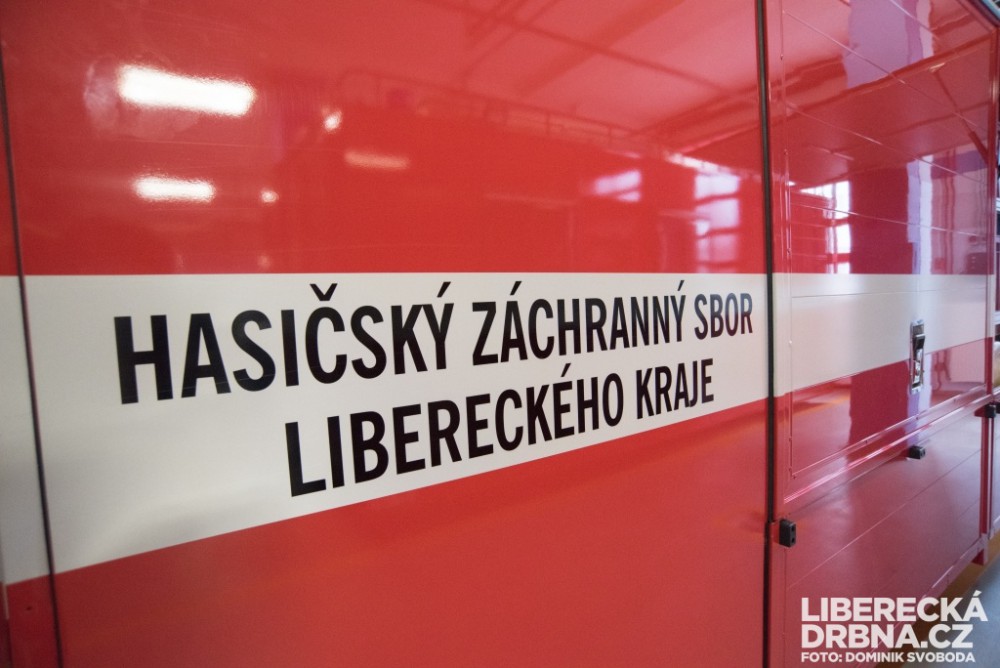 HASIČSKÝ ZÁCHRANNÝ SBOR
LIBERECKÉHO KRAJE
LIBERECKÁ
DRBNA.CZ
FOTO: DOMINIK SVOBODA